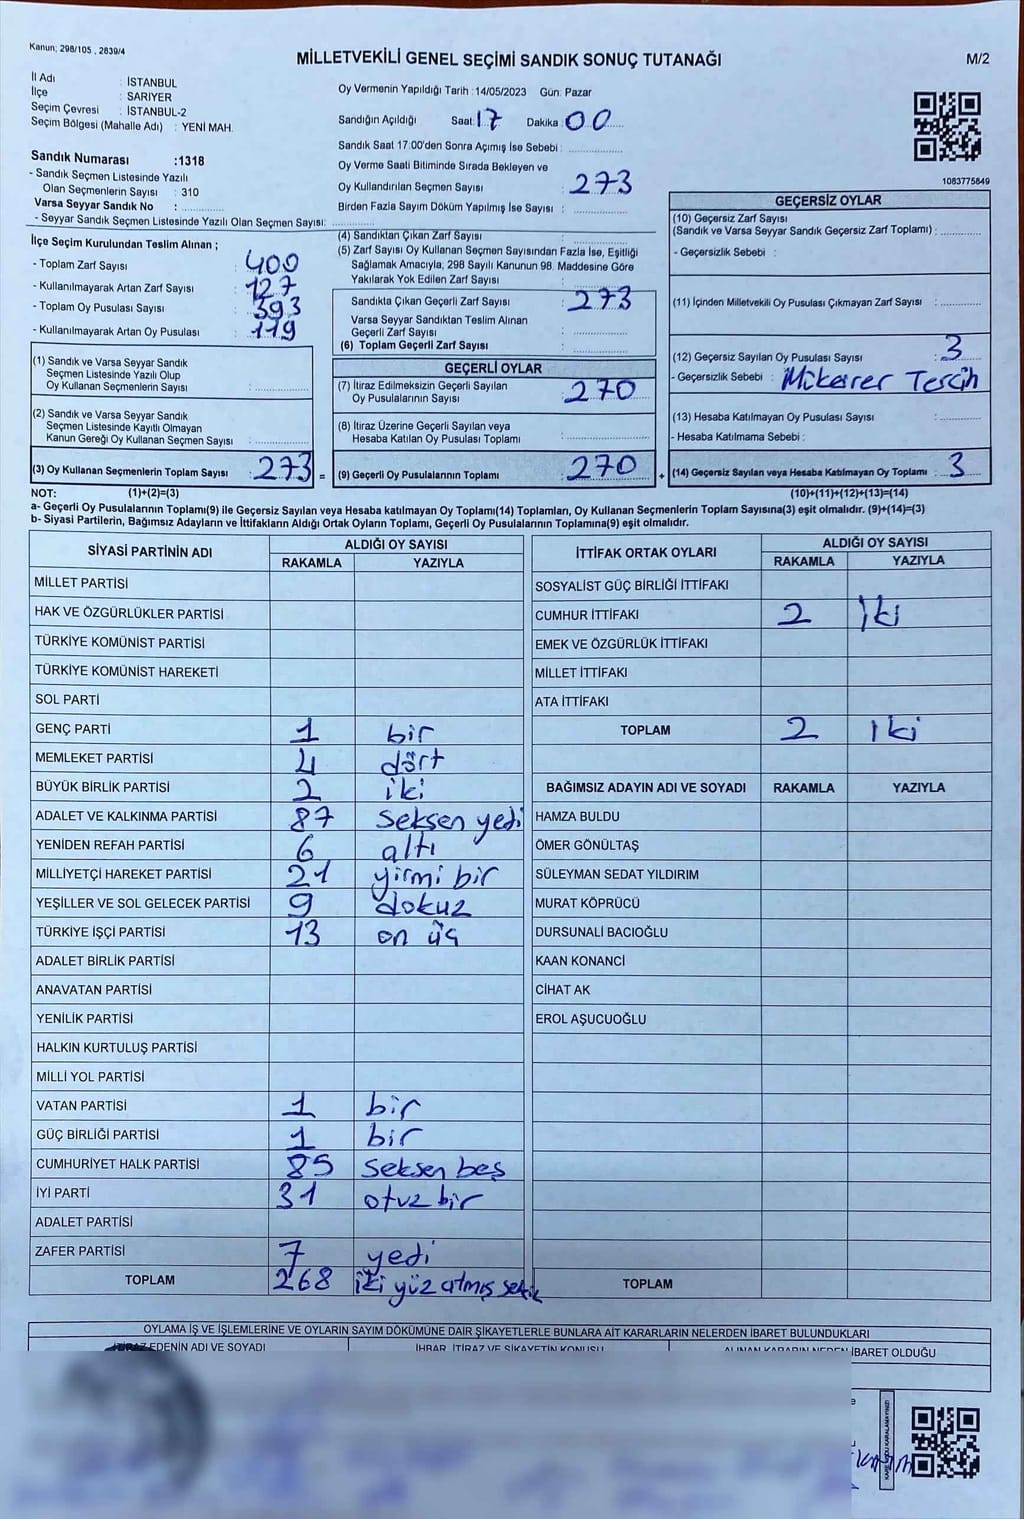 Kanun; 298/105 , 2839/4
MİLLETVEKİLİ GENEL SEÇİMİ SANDIK SONUÇ TUTANAĞI
M/2
İl Adı : İSTANBUL
İlçe : SARIYER
Seçim Çevresi : İSTANBUL-2
Seçim Bölgesi (Mahalle Adı) : YENİ MAH.
Sandık Numarası :1318
- Sandık Seçmen Listesinde Yazılı
Olan Seçmenlerin Sayısı : 310
Varsa Seyyar Sandık No :
- Seyyar Sandık Seçmen Listesinde Yazılı Olan Seçmen Sayısı:
Oy Vermenin Yapıldığı Tarih :14/05/2023 Gün: Pazar
Sandığın Açıldığı Saat: 17 Dakika: 00
Sandık Saat 17.00'den Sonra Açımış İse Sebebi :
Oy Verme Saati Bitiminde Sırada Bekleyen ve
Oy Kullandırılan Seçmen Sayısı : 273
Birden Fazla Sayım Döküm Yapılmış İse Sayısı :
1083775849
İlçe Seçim Kurulundan Teslim Alınan ;
- Toplam Zarf Sayısı : 400
- Kullanılmayarak Artan Zarf Sayısı : 127
- Toplam Oy Pusulası Sayısı : 393
- Kullanılmayarak Artan Oy Pusulası : 119
(1) Sandık ve Varsa Seyyar Sandık
Seçmen Listesinde Yazılı Olup
Oy Kullanan Seçmenlerin Sayısı :
(2) Sandık ve Varsa Seyyar Sandık
Seçmen Listesinde Kayıtlı Olmayan
Kanun Gereği Oy Kullanan Seçmen Sayısı :
(3) Oy Kullanan Seçmenlerin Toplam Sayısı : 273 =
(4) Sandıktan Çıkan Zarf Sayısı :
(5) Zarf Sayısı Oy Kullanan Seçmen Sayısından Fazla İse, Eşitliği
Sağlamak Amacıyla; 298 Sayılı Kanunun 98. Maddesine Göre
Yakılarak Yok Edilen Zarf Sayısı :
Sandıkta Çıkan Geçerli Zarf Sayısı : 273
Varsa Seyyar Sandıktan Teslim Alınan
Geçerli Zarf Sayısı :
(6) Toplam Geçerli Zarf Sayısı :
GEÇERLİ OYLAR
(7) İtiraz Edilmeksizin Geçerli Sayılan
Oy Pusulalarının Sayısı : 270
(8) İtiraz Üzerine Geçerli Sayılan veya
Hesaba Katılan Oy Pusulası Toplamı :
(9) Geçerli Oy Pusulalarının Toplamı : 270 +
GEÇERSİZ OYLAR
(10) Geçersiz Zarf Sayısı
(Sandık ve Varsa Seyyar Sandık Geçersiz Zarf Toplamı) :
- Geçersizlik Sebebi :
(11) İçinden Milletvekili Oy Pusulası Çıkmayan Zarf Sayısı :
(12) Geçersiz Sayılan Oy Pusulası Sayısı : 3
- Geçersizlik Sebebi : Mükerrer Tercih
(13) Hesaba Katılmayan Oy Pusulası Sayısı :
- Hesaba Katılmama Sebebi :
(14) Geçersiz Sayılan veya Hesaba Katılmayan Oy Toplamı : 3
NOT: (1)+(2)=(3) (10)+(11)+(12)+(13)=(14)
a- Geçerli Oy Pusulalarının Toplamı(9) ile Geçersiz Sayılan veya Hesaba katılmayan Oy Toplamı(14) Toplamları, Oy Kullanan Seçmenlerin Toplam Sayısına(3) eşit olmalıdır. (9)+(14)=(3)
b- Siyasi Partilerin, Bağımsız Adayların ve İttifakların Aldığı Ortak Oyların Toplamı, Geçerli Oy Pusulalarının Toplamına(9) eşit olmalıdır.
SİYASİ PARTİNİN ADI ALDIĞI OY SAYISI
RAKAMLA YAZIYLA
MİLLET PARTİSİ
HAK VE ÖZGÜRLÜKLER PARTİSİ
TÜRKİYE KOMÜNİST PARTİSİ
TÜRKİYE KOMÜNİST HAREKETİ
SOL PARTİ
GENÇ PARTİ 1 bir
MEMLEKET PARTİSİ 4 dört
BÜYÜK BİRLİK PARTİSİ 2 iki
ADALET VE KALKINMA PARTİSİ 87 seksen yedi
YENİDEN REFAH PARTİSİ 6 altı
MİLLİYETÇİ HAREKET PARTİSİ 21 yirmi bir
YEŞİLLER VE SOL GELECEK PARTİSİ 9 dokuz
TÜRKİYE İŞÇİ PARTİSİ 13 on üç
ADALET BİRLİK PARTİSİ
ANAVATAN PARTİSİ
YENİLİK PARTİSİ
HALKIN KURTULUŞ PARTİSİ
MİLLİ YOL PARTİSİ
VATAN PARTİSİ 1 bir
GÜÇ BİRLİĞİ PARTİSİ 1 bir
CUMHURİYET HALK PARTİSİ 85 seksen beş
İYİ PARTİ 31 otuz bir
ADALET PARTİSİ
ZAFER PARTİSİ 7 yedi
TOPLAM 268 iki yüz atmış sekik
İTTİFAK ORTAK OYLARI ALDIĞI OY SAYISI
RAKAMLA YAZIYLA
SOSYALİST GÜÇ BİRLİĞİ İTTİFAKI
CUMHUR İTTİFAKI 2 İki
EMEK VE ÖZGÜRLÜK İTTİFAKI
MİLLET İTTİFAKI
ATA İTTİFAKI
TOPLAM 2 iki
BAĞIMSIZ ADAYIN ADI VE SOYADI RAKAMLA YAZIYLA
HAMZA BULDU
ÖMER GÖNÜLTAŞ
SÜLEYMAN SEDAT YILDIRIM
MURAT KÖPRÜCÜ
DURSUNALİ BACIOĞLU
KAAN KONANCİ
CİHAT AK
EROL AŞUCUOĞLU
TOPLAM
OYLAMA İŞ VE İŞLEMLERİNE VE OYLARIN SAYIM DÖKÜMÜNE DAİR ŞİKAYETLERLE BUNLARA AİT KARARLARIN NELERDEN İBARET BULUNDUKLARI
İTİRAZ EDENİN ADI VE SOYADI İHBAR, İTİRAZ VE ŞİKAYETİN KONUSU ALINAN KARARIN NEDEN İBARET OLDUĞU
KARE KODU KARALAMAYINIZ!